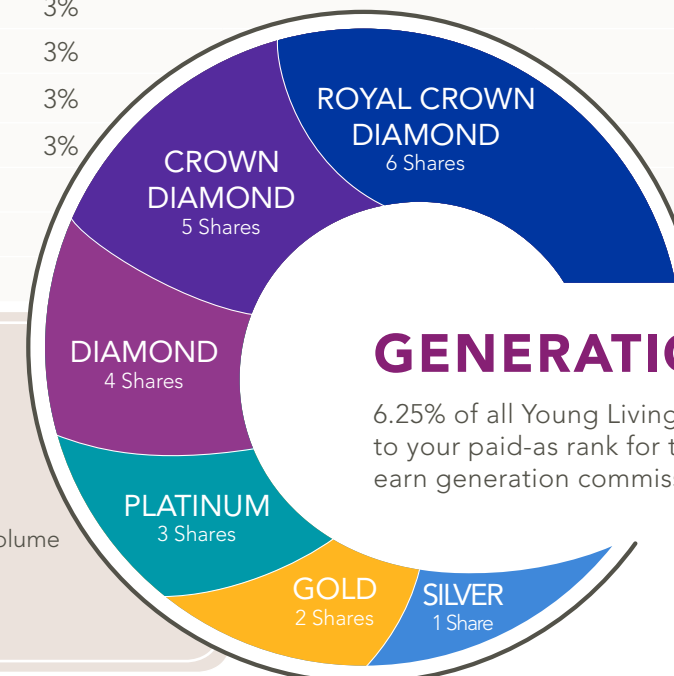 3%
3%
3%
3%
ROYAL CROWN
DIAMOND
6 Shares
CROWN
DIAMOND
5 Shares
DIAMOND
4 Shares
GENERATIO
6.25% of all Young Living
to your paid-as rank for t
earn generation commis
PLATINUM
3 Shares
olume
GOLD
2 Shares
SILVER
1 Share